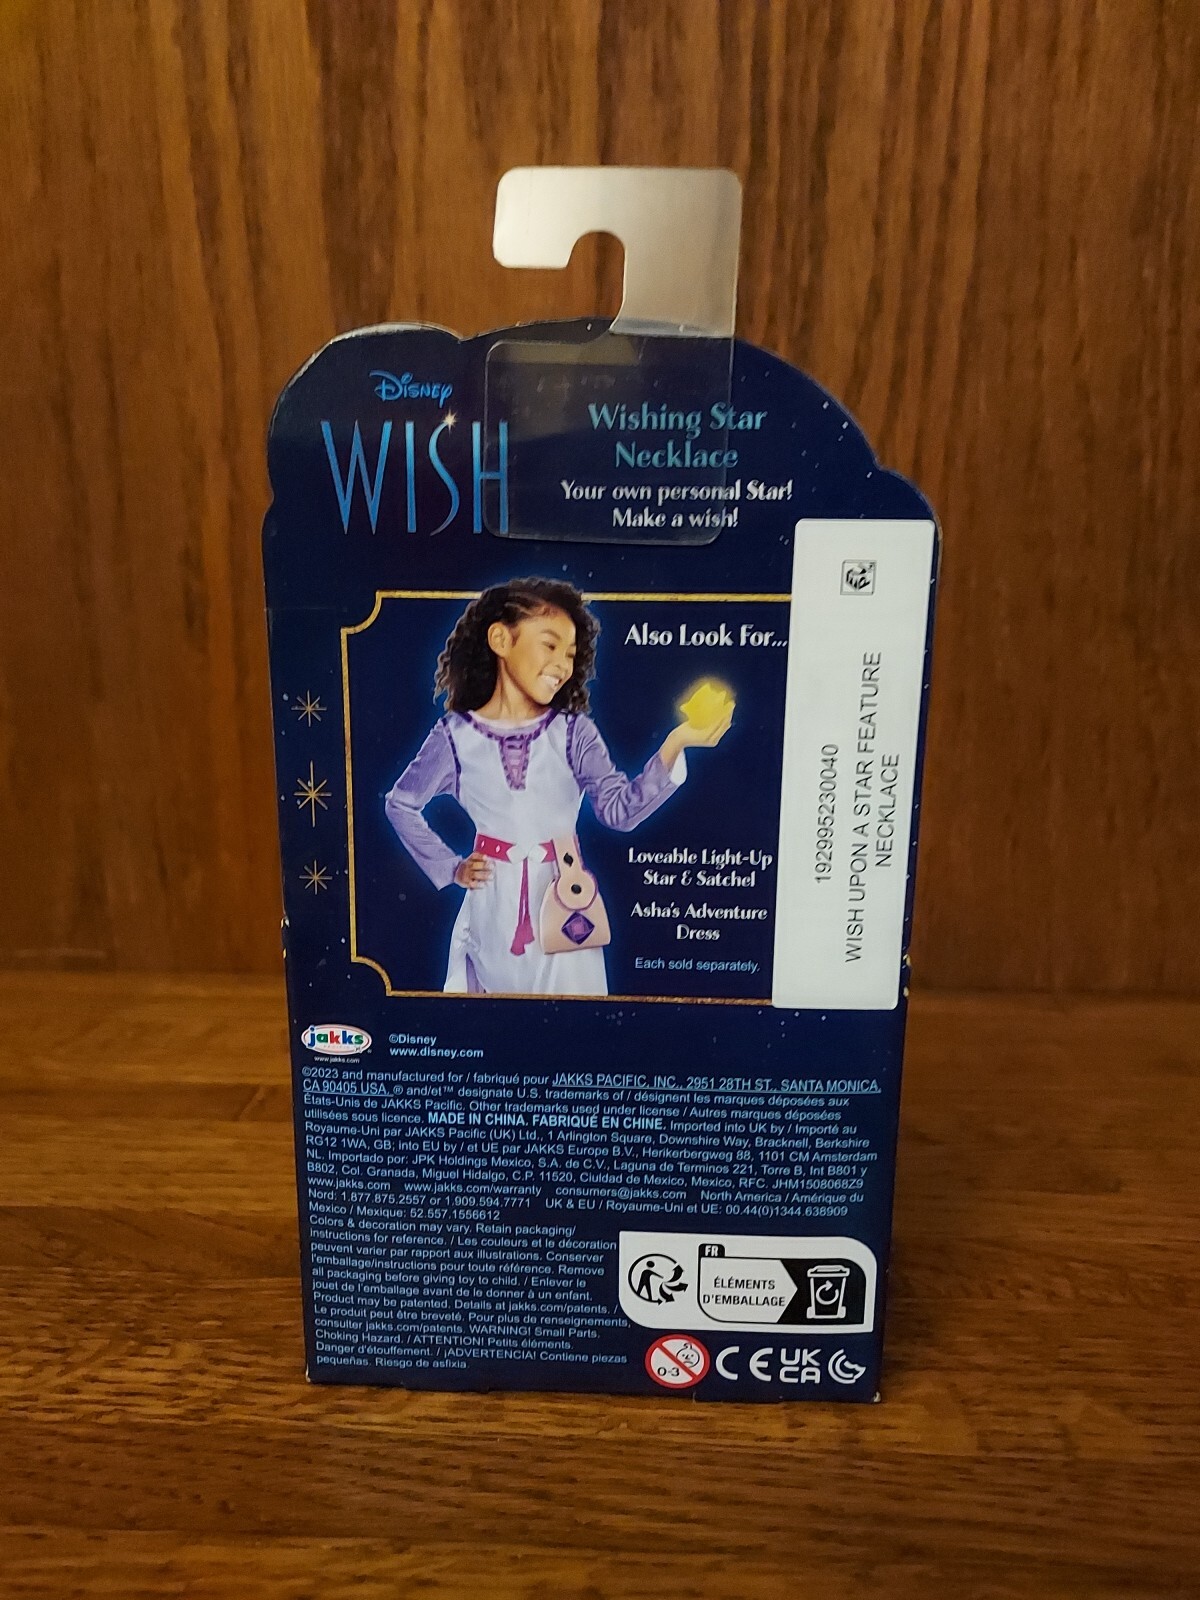 Disney
WISH
Wishing Star
Necklace
Your own personal Star!
Make a wish!
Also Look For...
Loveable Light-Up
Star & Satchel
Asha's Adventure
Dress
Each sold separately.
192995230040
WISH UPON A STAR FEATURE
NECKLACE
jakks
www.jakks.com
©Disney
www.disney.com
©2023 and manufactured for / fabriqué pour JAKKS PACIFIC, INC., 2951 28TH ST., SANTA MONICA,
CA 90405 USA. ® and/et™ designate U.S. trademarks of / désignent les marques déposées aux
États-Unis de JAKKS Pacific. Other trademarks used under license / Autres marques déposées
utilisées sous licence. MADE IN CHINA. FABRIQUÉ EN CHINE. Imported into UK by / Importé au
Royaume-Uni par JAKKS Pacific (UK) Ltd., 1 Arlington Square, Downshire Way, Bracknell, Berkshire
RG12 1WA, GB; into EU by / et UE par JAKKS Europe B.V., Herikerbergweg 88, 1101 CM Amsterdam
NL. Importado por: JPK Holdings Mexico, S.A. de C.V., Laguna de Terminos 221, Torre B, Int B801 y
B802, Col. Granada, Miguel Hidalgo, C.P. 11520, Ciuldad de Mexico, Mexico, RFC. JHM1508068Z9
www.jakks.com www.jakks.com/warranty consumers@jakks.com North America / Amérique du
Nord: 1.877.875.2557 or 1.909.594.7771 UK & EU / Royaume-Uni et UE: 00.44(0)1344.638909
Mexico / Mexique: 52.557.1556612
Colors & decoration may vary. Retain packaging/
instructions for reference. / Les couleurs et le décoration
peuvent varier par rapport aux illustrations. Conserver
l'emballage/instructions pour toute référence. Remove
all packaging before giving toy to child. / Enlever le
jouet de l'emballage avant de le donner à un enfant.
Product may be patented. Details at jakks.com/patents. /
Le produit peut être breveté. Pour plus de renseignements,
consulter jakks.com/patents. WARNING! Small Parts.
Choking Hazard. / ATTENTION! Petits éléments.
Danger d'étouffement. / ¡ADVERTENCIA! Contiene piezas
pequeñas. Riesgo de asfixia.
FR
ÉLÉMENTS
D'EMBALLAGE
0-3
CE
UK
CA